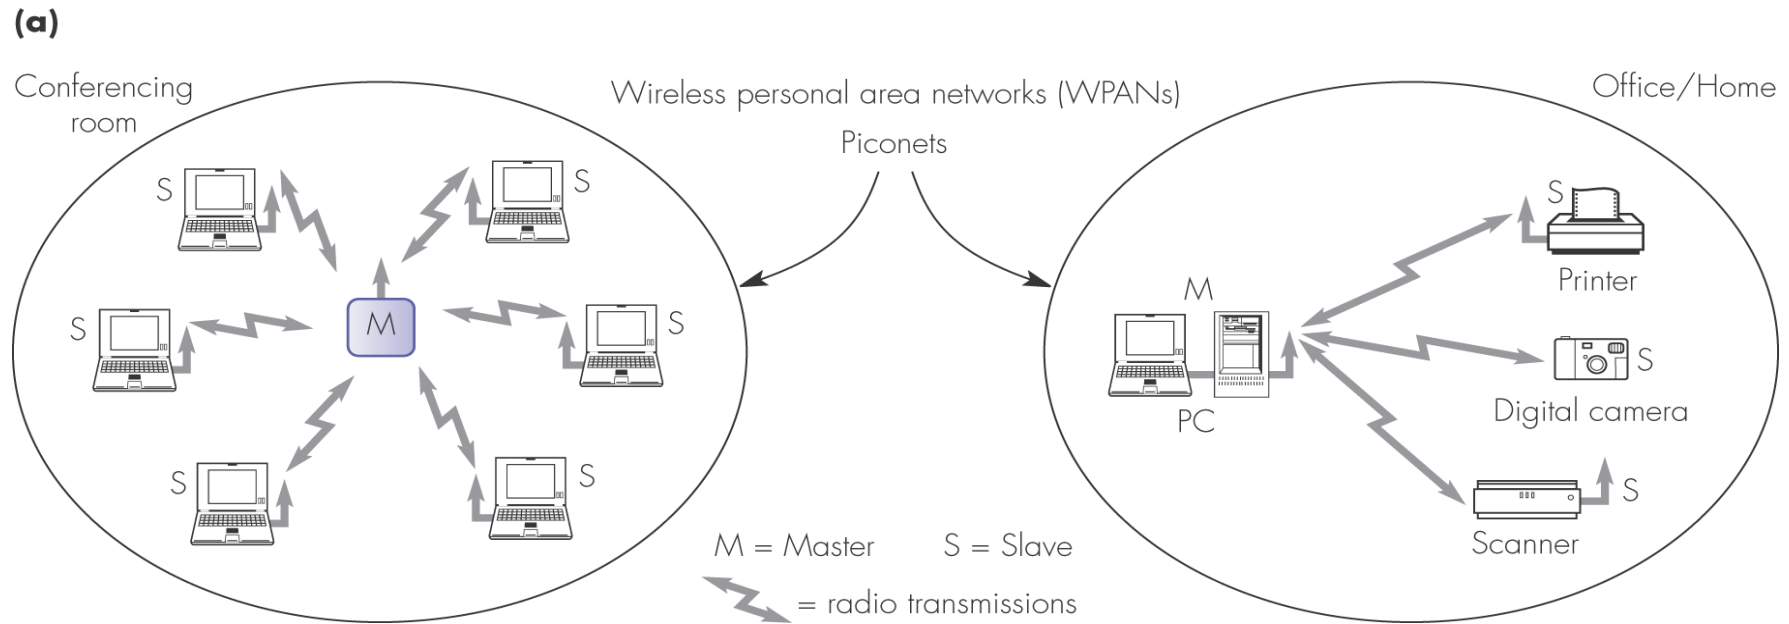 (a)
Conferencing
room
Wireless personal area networks (WPANs)
Piconets
Office/Home
S
S
S
Printer
M
S
M
S
S
Digital camera
PC
S
S
S
Scanner
M = Master
S = Slave
= radio transmissions